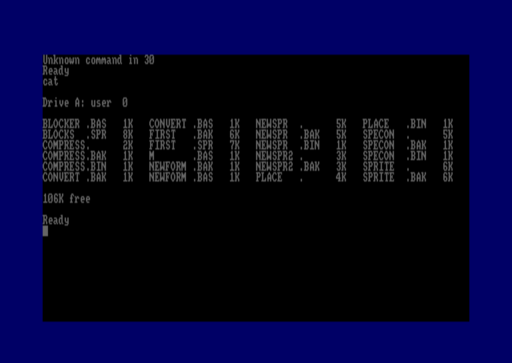 Unknown command in 30
Ready
cat
Drive A: user  0
BLOCKER .BAS   1K   CONVERT .BAS   1K   NEWSPR  .      5K   PLACE   .BIN   1K
BLOCKS  .SPR   8K   FIRST   .BAK   6K   NEWSPR  .BAK   5K   SPECON  .      5K
COMPRESS.      2K   FIRST   .SPR   7K   NEWSPR  .BIN   1K   SPECON  .BAK   1K
COMPRESS.BAK   1K   M       .BAS   1K   NEWSPR2 .      3K   SPECON  .BIN   1K
COMPRESS.BIN   1K   NEWFORM .BAK   1K   NEWSPR2 .BAK   3K   SPRITE  .      6K
CONVERT .BAK   1K   NEWFORM .BAS   1K   PLACE   .      4K   SPRITE  .BAK   6K
106K free
Ready